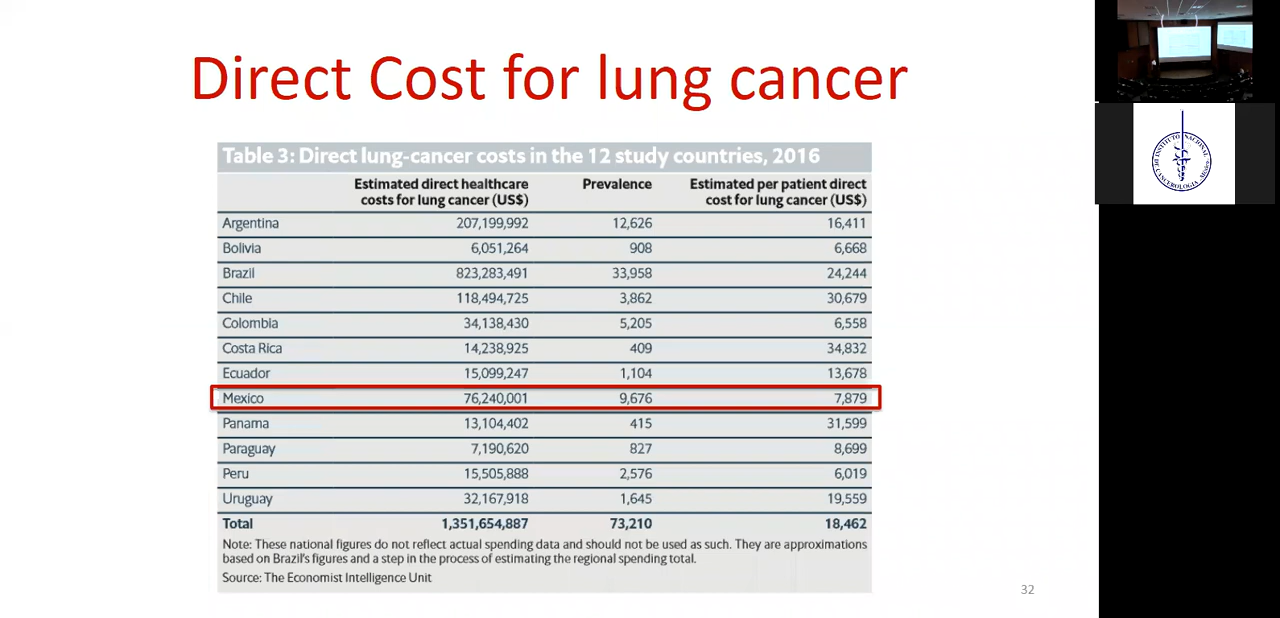 Direct Cost for lung cancer
Table 3: Direct lung-cancer costs in the 12 study countries, 2016
Estimated direct healthcare costs for lung cancer (US$) Prevalence Estimated per patient direct cost for lung cancer (US$)
Argentina 207,199,992 12,626 16,411
Bolivia 6,051,264 908 6,668
Brazil 823,283,491 33,958 24,244
Chile 118,494,725 3,862 30,679
Colombia 34,138,430 5,205 6,558
Costa Rica 14,238,925 409 34,832
Ecuador 15,099,247 1,104 13,678
Mexico 76,240,001 9,676 7,879
Panama 13,104,402 415 31,599
Paraguay 7,190,620 827 8,699
Peru 15,505,888 2,576 6,019
Uruguay 32,167,918 1,645 19,559
Total 1,351,654,887 73,210 18,462
Note: These national figures do not reflect actual spending data and should not be used as such. They are approximations
based on Brazil's figures and a step in the process of estimating the regional spending total.
Source: The Economist Intelligence Unit
32
INSTITUTO NACIONAL
DE CANCEROLOGIA